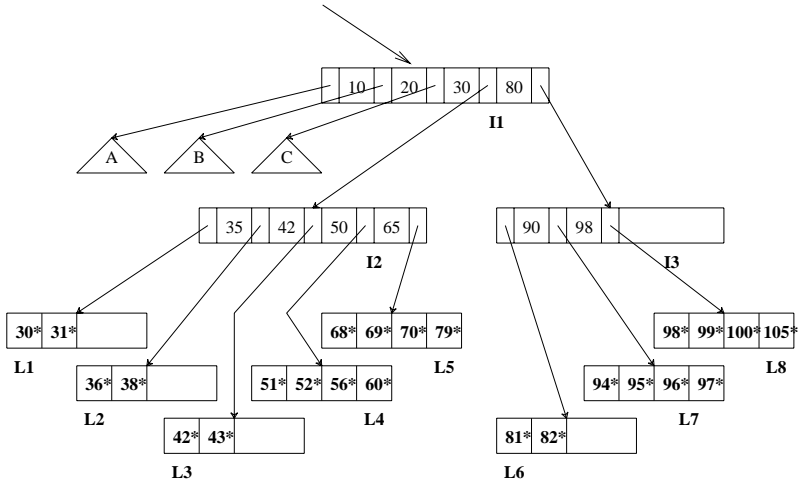 10 20 30 80
I1
A B C
35 42 50 65
90 98
I2
I3
30* 31*
68* 69* 70* 79*
98* 99* 100* 105*
L1
L5
L8
36* 38*
51* 52* 56* 60*
94* 95* 96* 97*
L2
L4
L7
42* 43*
81* 82*
L3
L6